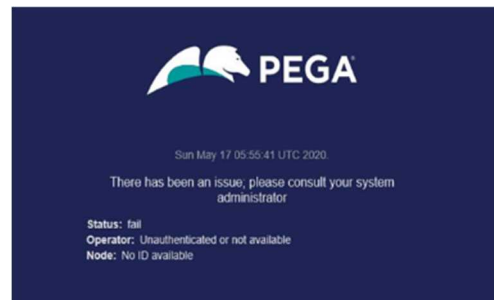 PEGA
Sun May 17 05:55:41 UTC 2020.
There has been an issue; please consult your system
administrator
Status: fail
Operator: Unauthenticated or not available
Node: No ID available